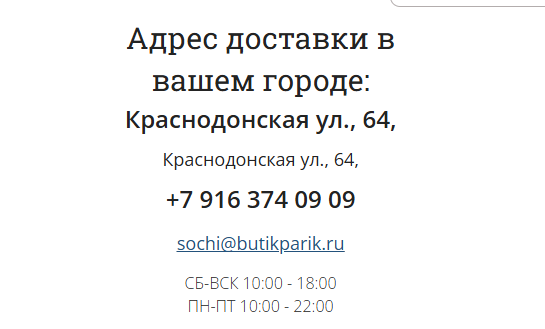 Адрес доставки в
вашем городе:
Краснодонская ул., 64,
Краснодонская ул., 64,
+7 916 374 09 09
sochi@butikparik.ru
СБ-ВСК 10:00 - 18:00
ПН-ПТ 10:00 - 22:00